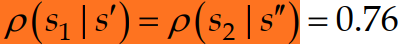 ρ(s₁ | s′) = ρ(s₂ | s″) = 0.76